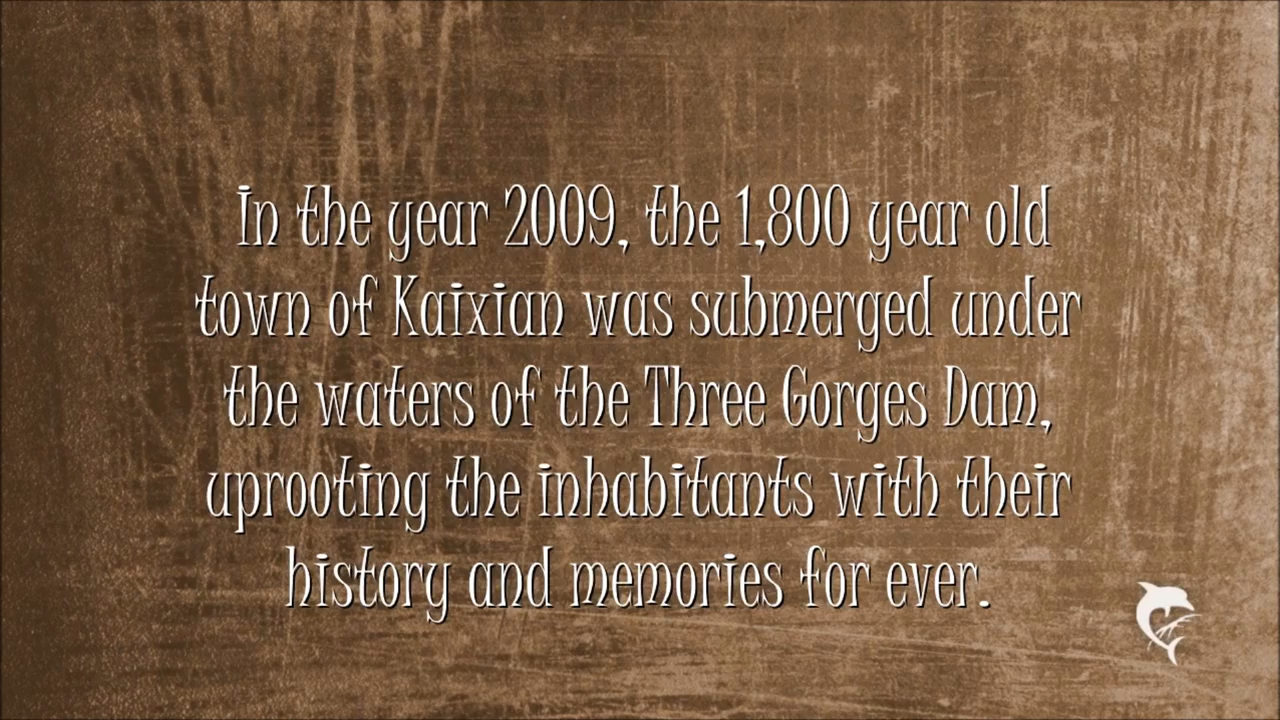 In the year 2009, the 1,800 year old
town of Kaixian was submerged under
the waters of the Three Gorges Dam,
uprooting the inhabitants with their
history and memories for ever.